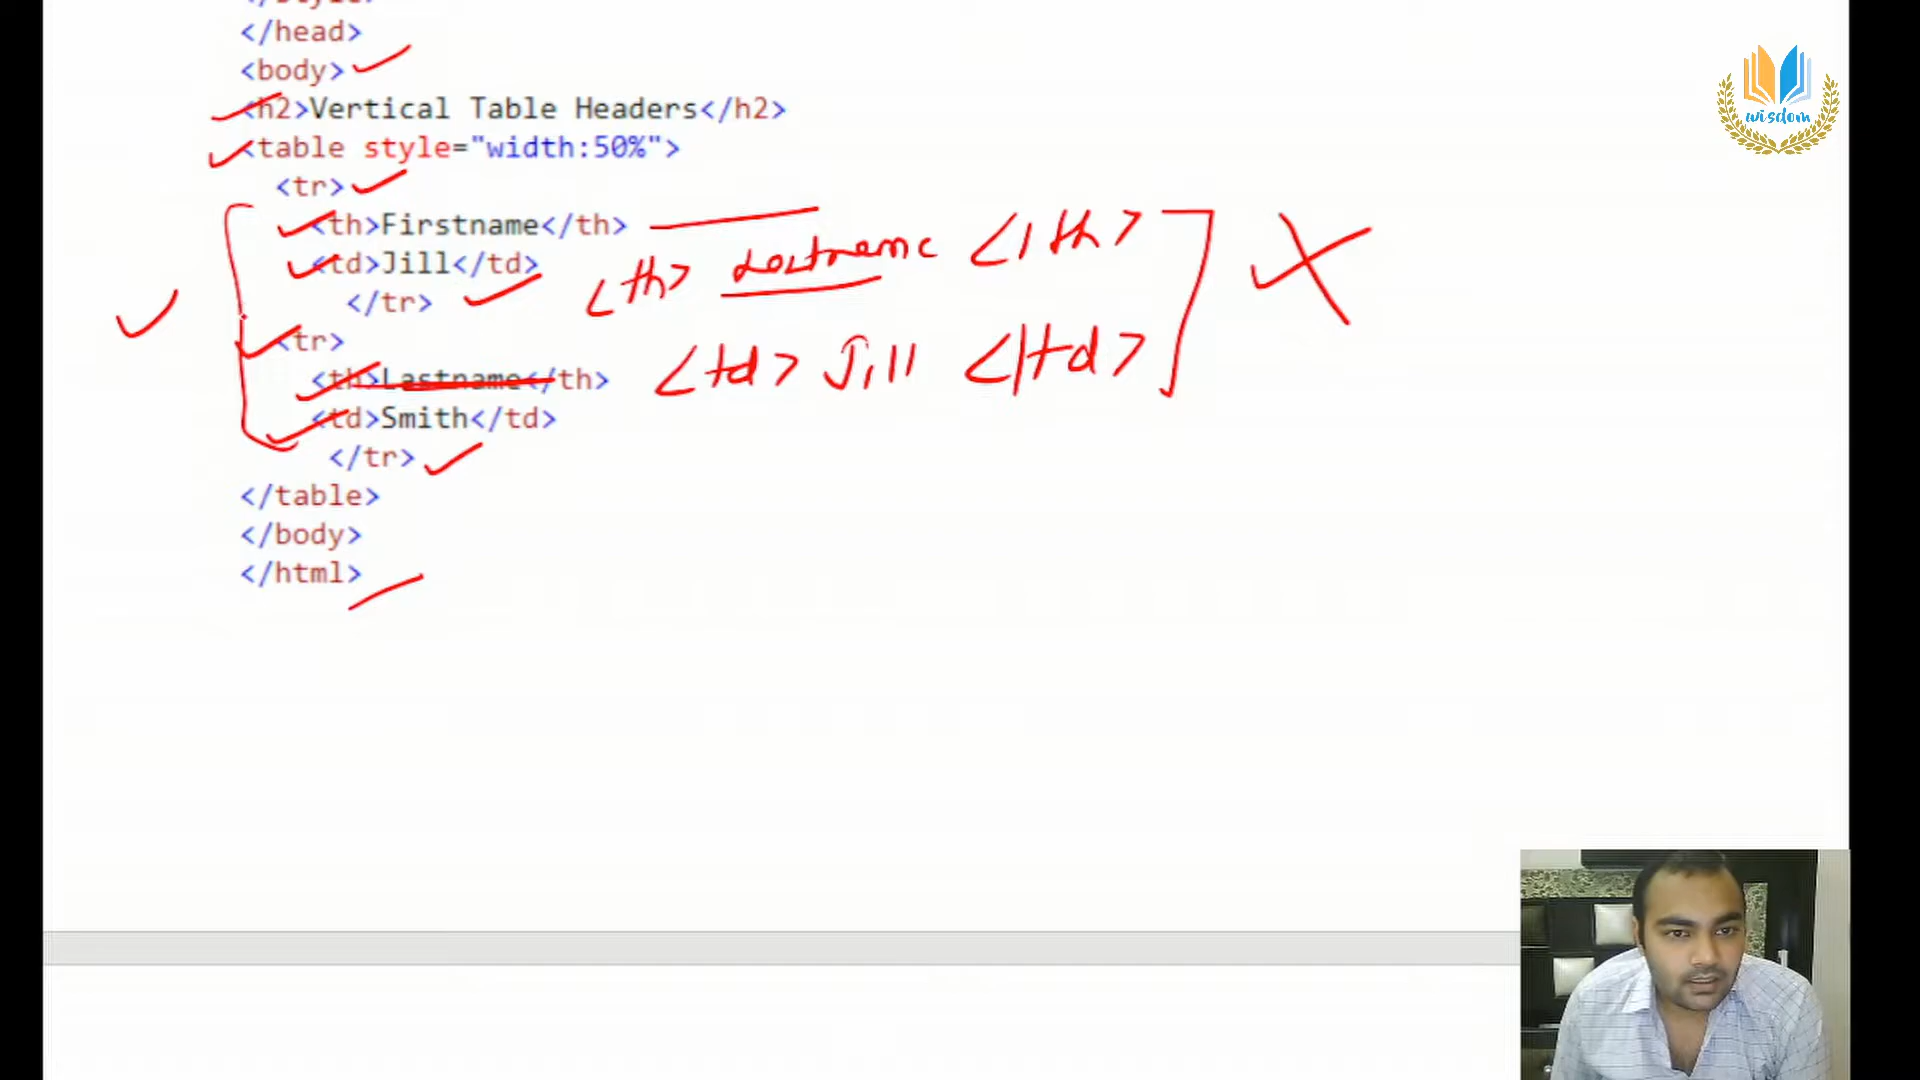 </style>
</head>
<body>
<h2>Vertical Table Headers</h2>
<table style="width:50%">
<tr>
<th>Firstname</th>
<td>Jill</td>
</tr>
<tr>
<th>Lastname</th>
<td>Smith</td>
</tr>
</table>
</body>
</html>
<th> Lastname </th>
<td> Jill </td>
wisdom